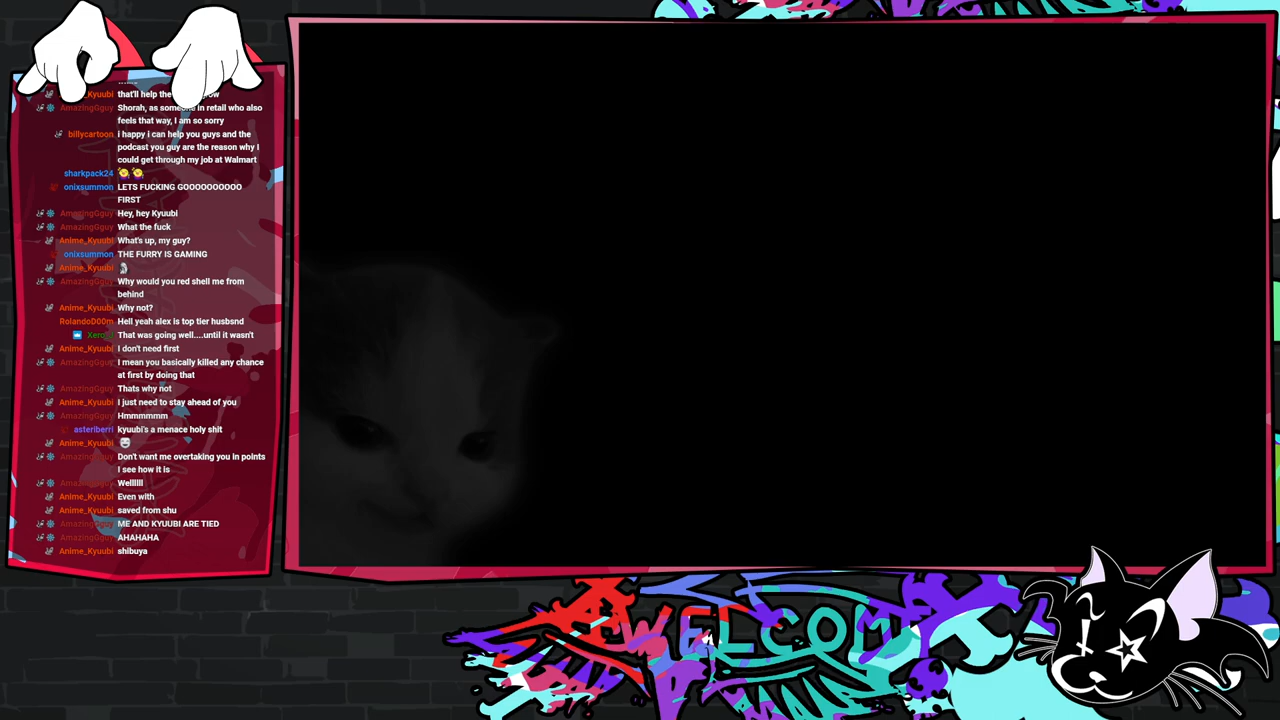 Anime_Kyuubi that'll help the
AmazingGguy Shorah, as someone in retail who also
feels that way, I am so sorry
billycartoon i happy i can help you guys and the
podcast you guy are the reason why I
could get through my job at Walmart
sharkpack24
onixsummon LETS FUCKING GOOOOOOOOOO
FIRST
AmazingGguy Hey, hey Kyuubi
AmazingGguy What the fuck
Anime_Kyuubi What's up, my guy?
onixsummon THE FURRY IS GAMING
Anime_Kyuubi
AmazingGguy Why would you red shell me from
behind
Anime_Kyuubi Why not?
RolandoD00m Hell yeah alex is top tier husbsnd
That was going well....until it wasn't
Anime_Kyuubi I don't need first
AmazingGguy I mean you basically killed any chance
at first by doing that
AmazingGguy Thats why not
Anime_Kyuubi I just need to stay ahead of you
AmazingGguy Hmmmmmm
asteriberri kyuubi's a menace holy shit
Anime_Kyuubi
AmazingGguy Don't want me overtaking you in points
I see how it is
AmazingGguy Wellllll
Anime_Kyuubi Even with
Anime_Kyuubi saved from shu
AmazingGguy ME AND KYUUBI ARE TIED
AmazingGguy AHAHAHA
Anime_Kyuubi shibuya
WELCOM